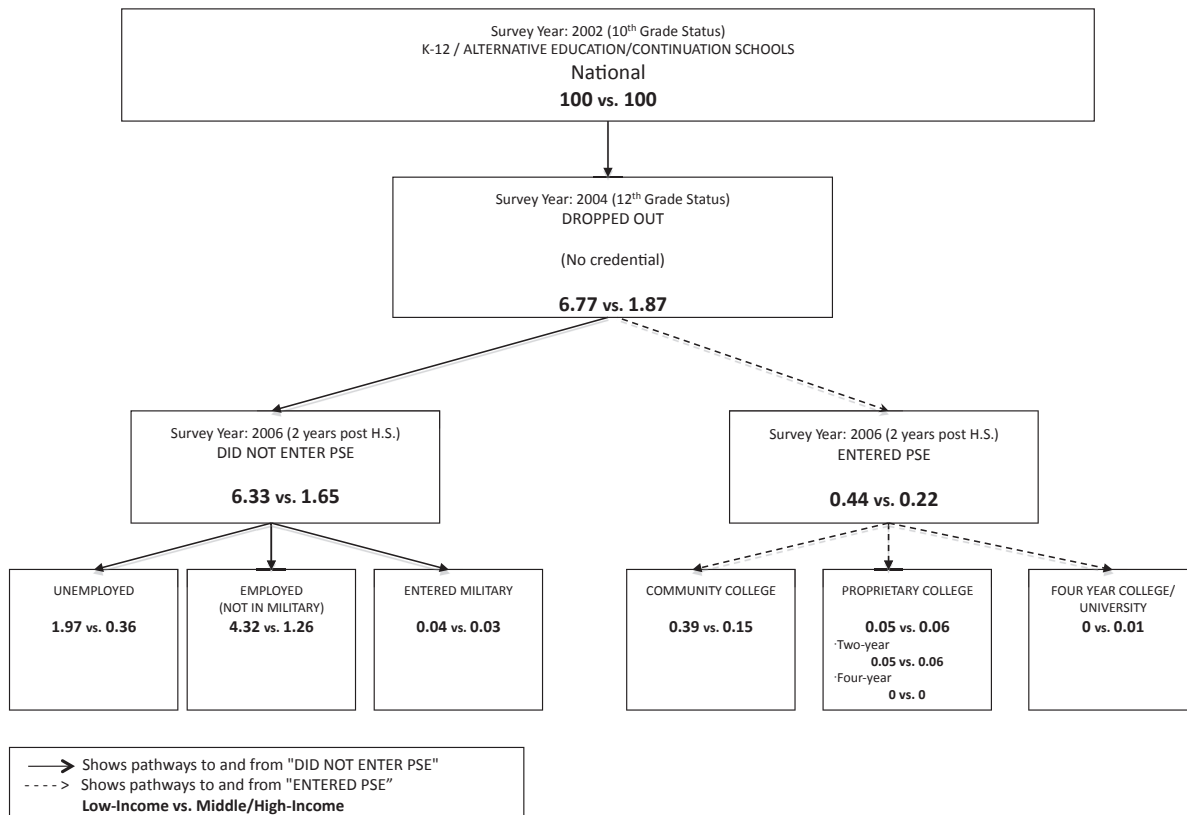 Survey Year: 2002 (10th Grade Status)
K-12 / ALTERNATIVE EDUCATION/CONTINUATION SCHOOLS
National
100 vs. 100
Survey Year: 2004 (12th Grade Status)
DROPPED OUT
(No credential)
6.77 vs. 1.87
Survey Year: 2006 (2 years post H.S.)
DID NOT ENTER PSE
6.33 vs. 1.65
Survey Year: 2006 (2 years post H.S.)
ENTERED PSE
0.44 vs. 0.22
UNEMPLOYED
1.97 vs. 0.36
EMPLOYED
(NOT IN MILITARY)
4.32 vs. 1.26
ENTERED MILITARY
0.04 vs. 0.03
COMMUNITY COLLEGE
0.39 vs. 0.15
PROPRIETARY COLLEGE
0.05 vs. 0.06
·Two-year
0.05 vs. 0.06
·Four-year
0 vs. 0
FOUR YEAR COLLEGE/
UNIVERSITY
0 vs. 0.01
Shows pathways to and from "DID NOT ENTER PSE"
Shows pathways to and from "ENTERED PSE”
Low-Income vs. Middle/High-Income